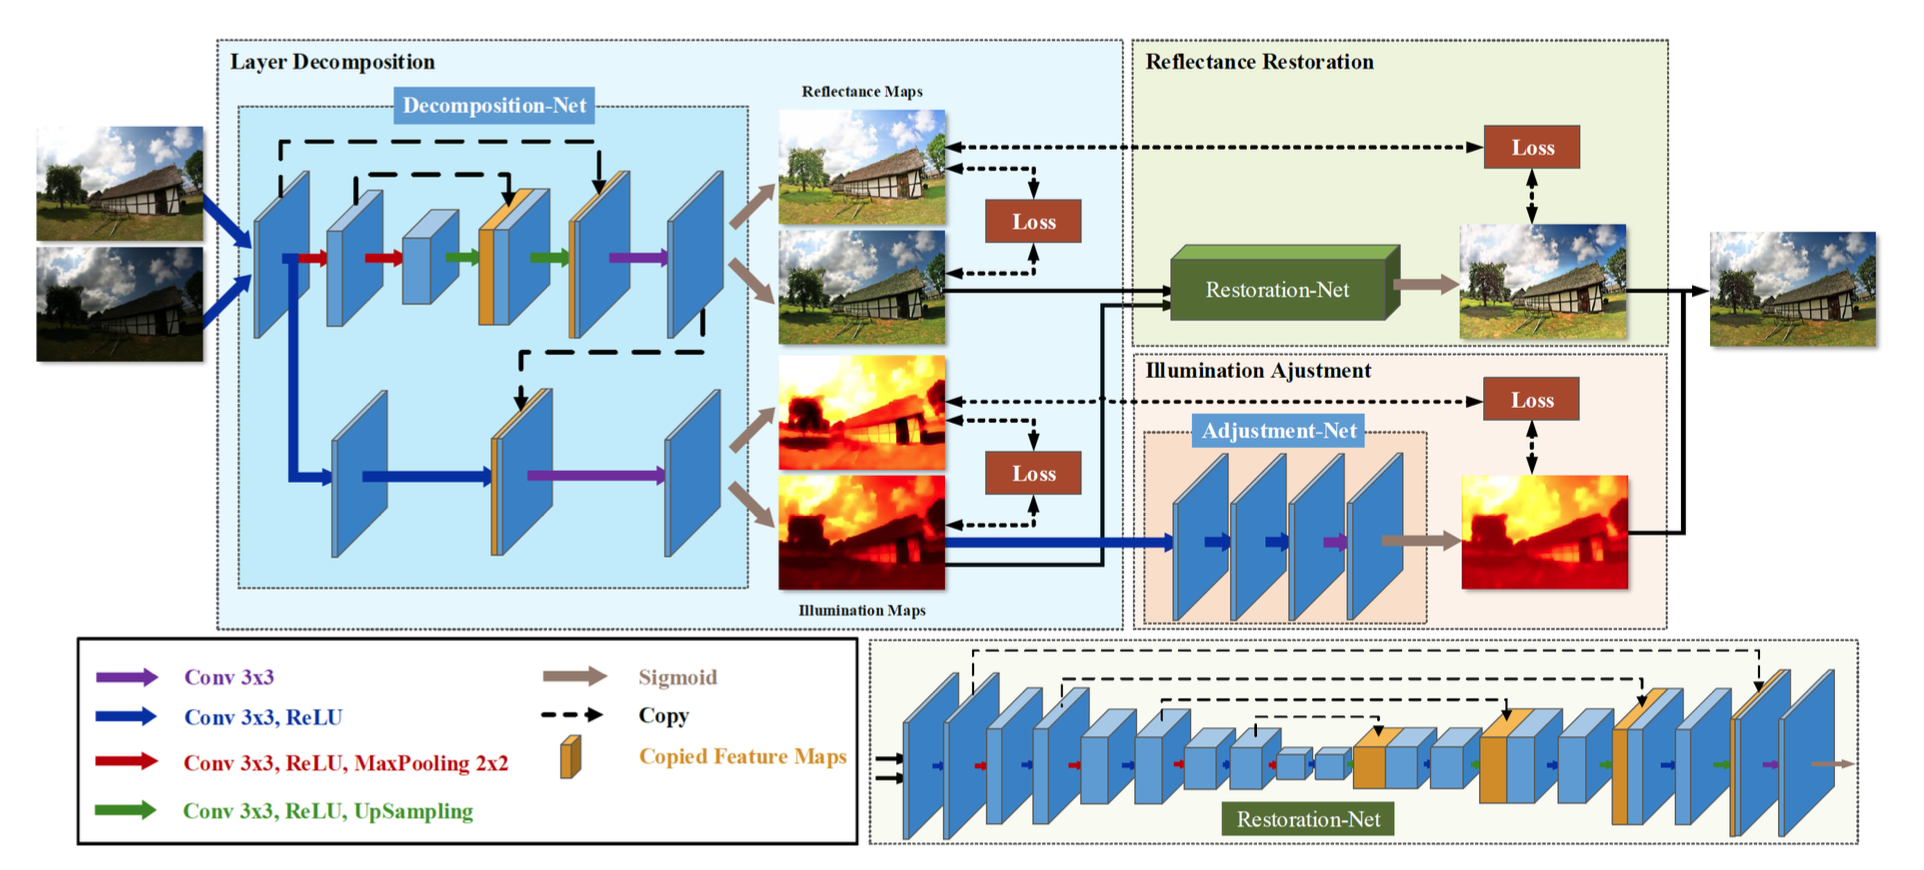 Layer Decomposition
Decomposition-Net
Reflectance Maps
Loss
Loss
Illumination Maps
Reflectance Restoration
Loss
Restoration-Net
Illumination Ajustment
Loss
Adjustment-Net
Conv 3x3
Conv 3x3, ReLU
Conv 3x3, ReLU, MaxPooling 2x2
Conv 3x3, ReLU, UpSampling
Sigmoid
Copy
Copied Feature Maps
Restoration-Net